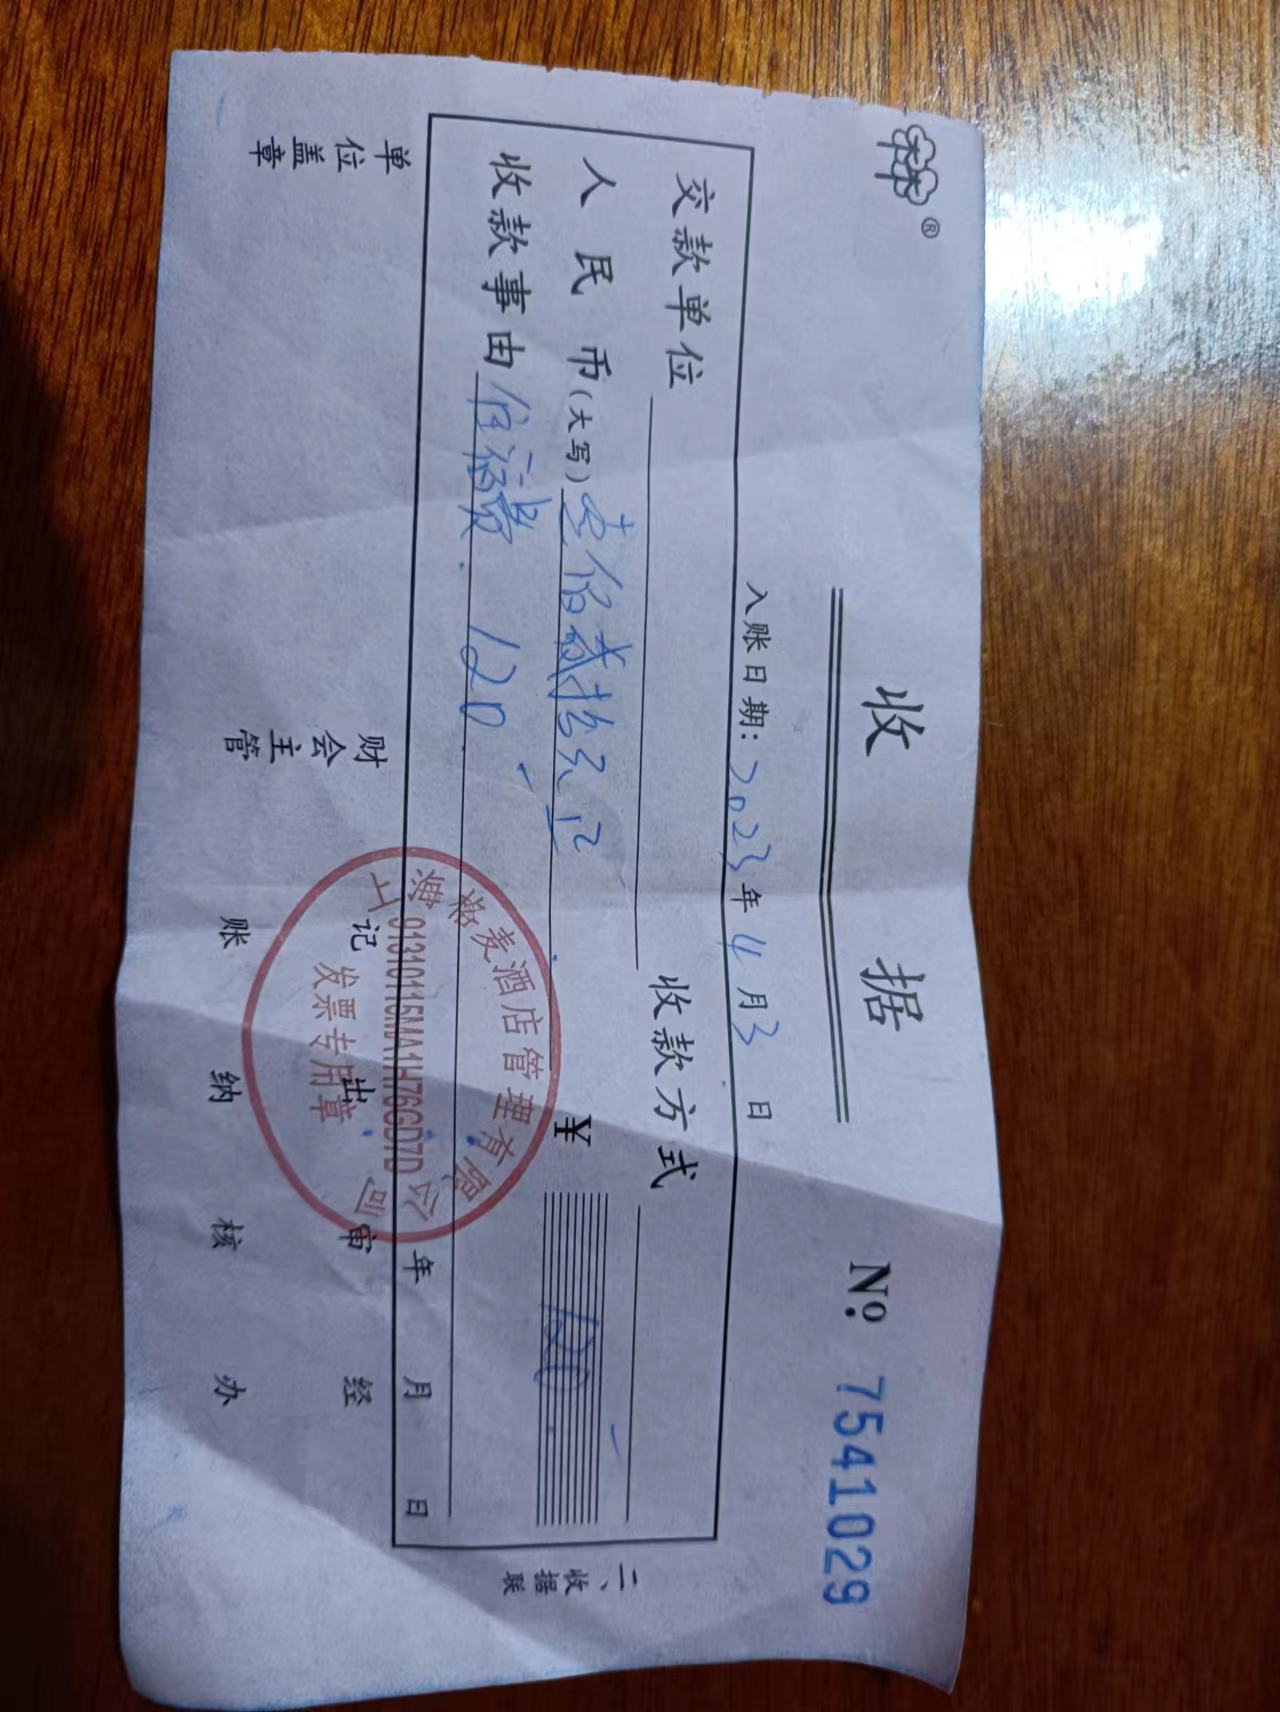 ®
收 据
№ 7541029
入账日期: 2023 年 4 月 3 日
交款单位 收款方式
人民币(大写) 壹佰贰拾元正 ¥ 120
收款事由 住宿费. 120
年 月 日
二、收据联
单位盖章 财会主管 记账 出纳 审核 经办
酒店管理有限公司
91310115MA1H76GD7D
发票专用章